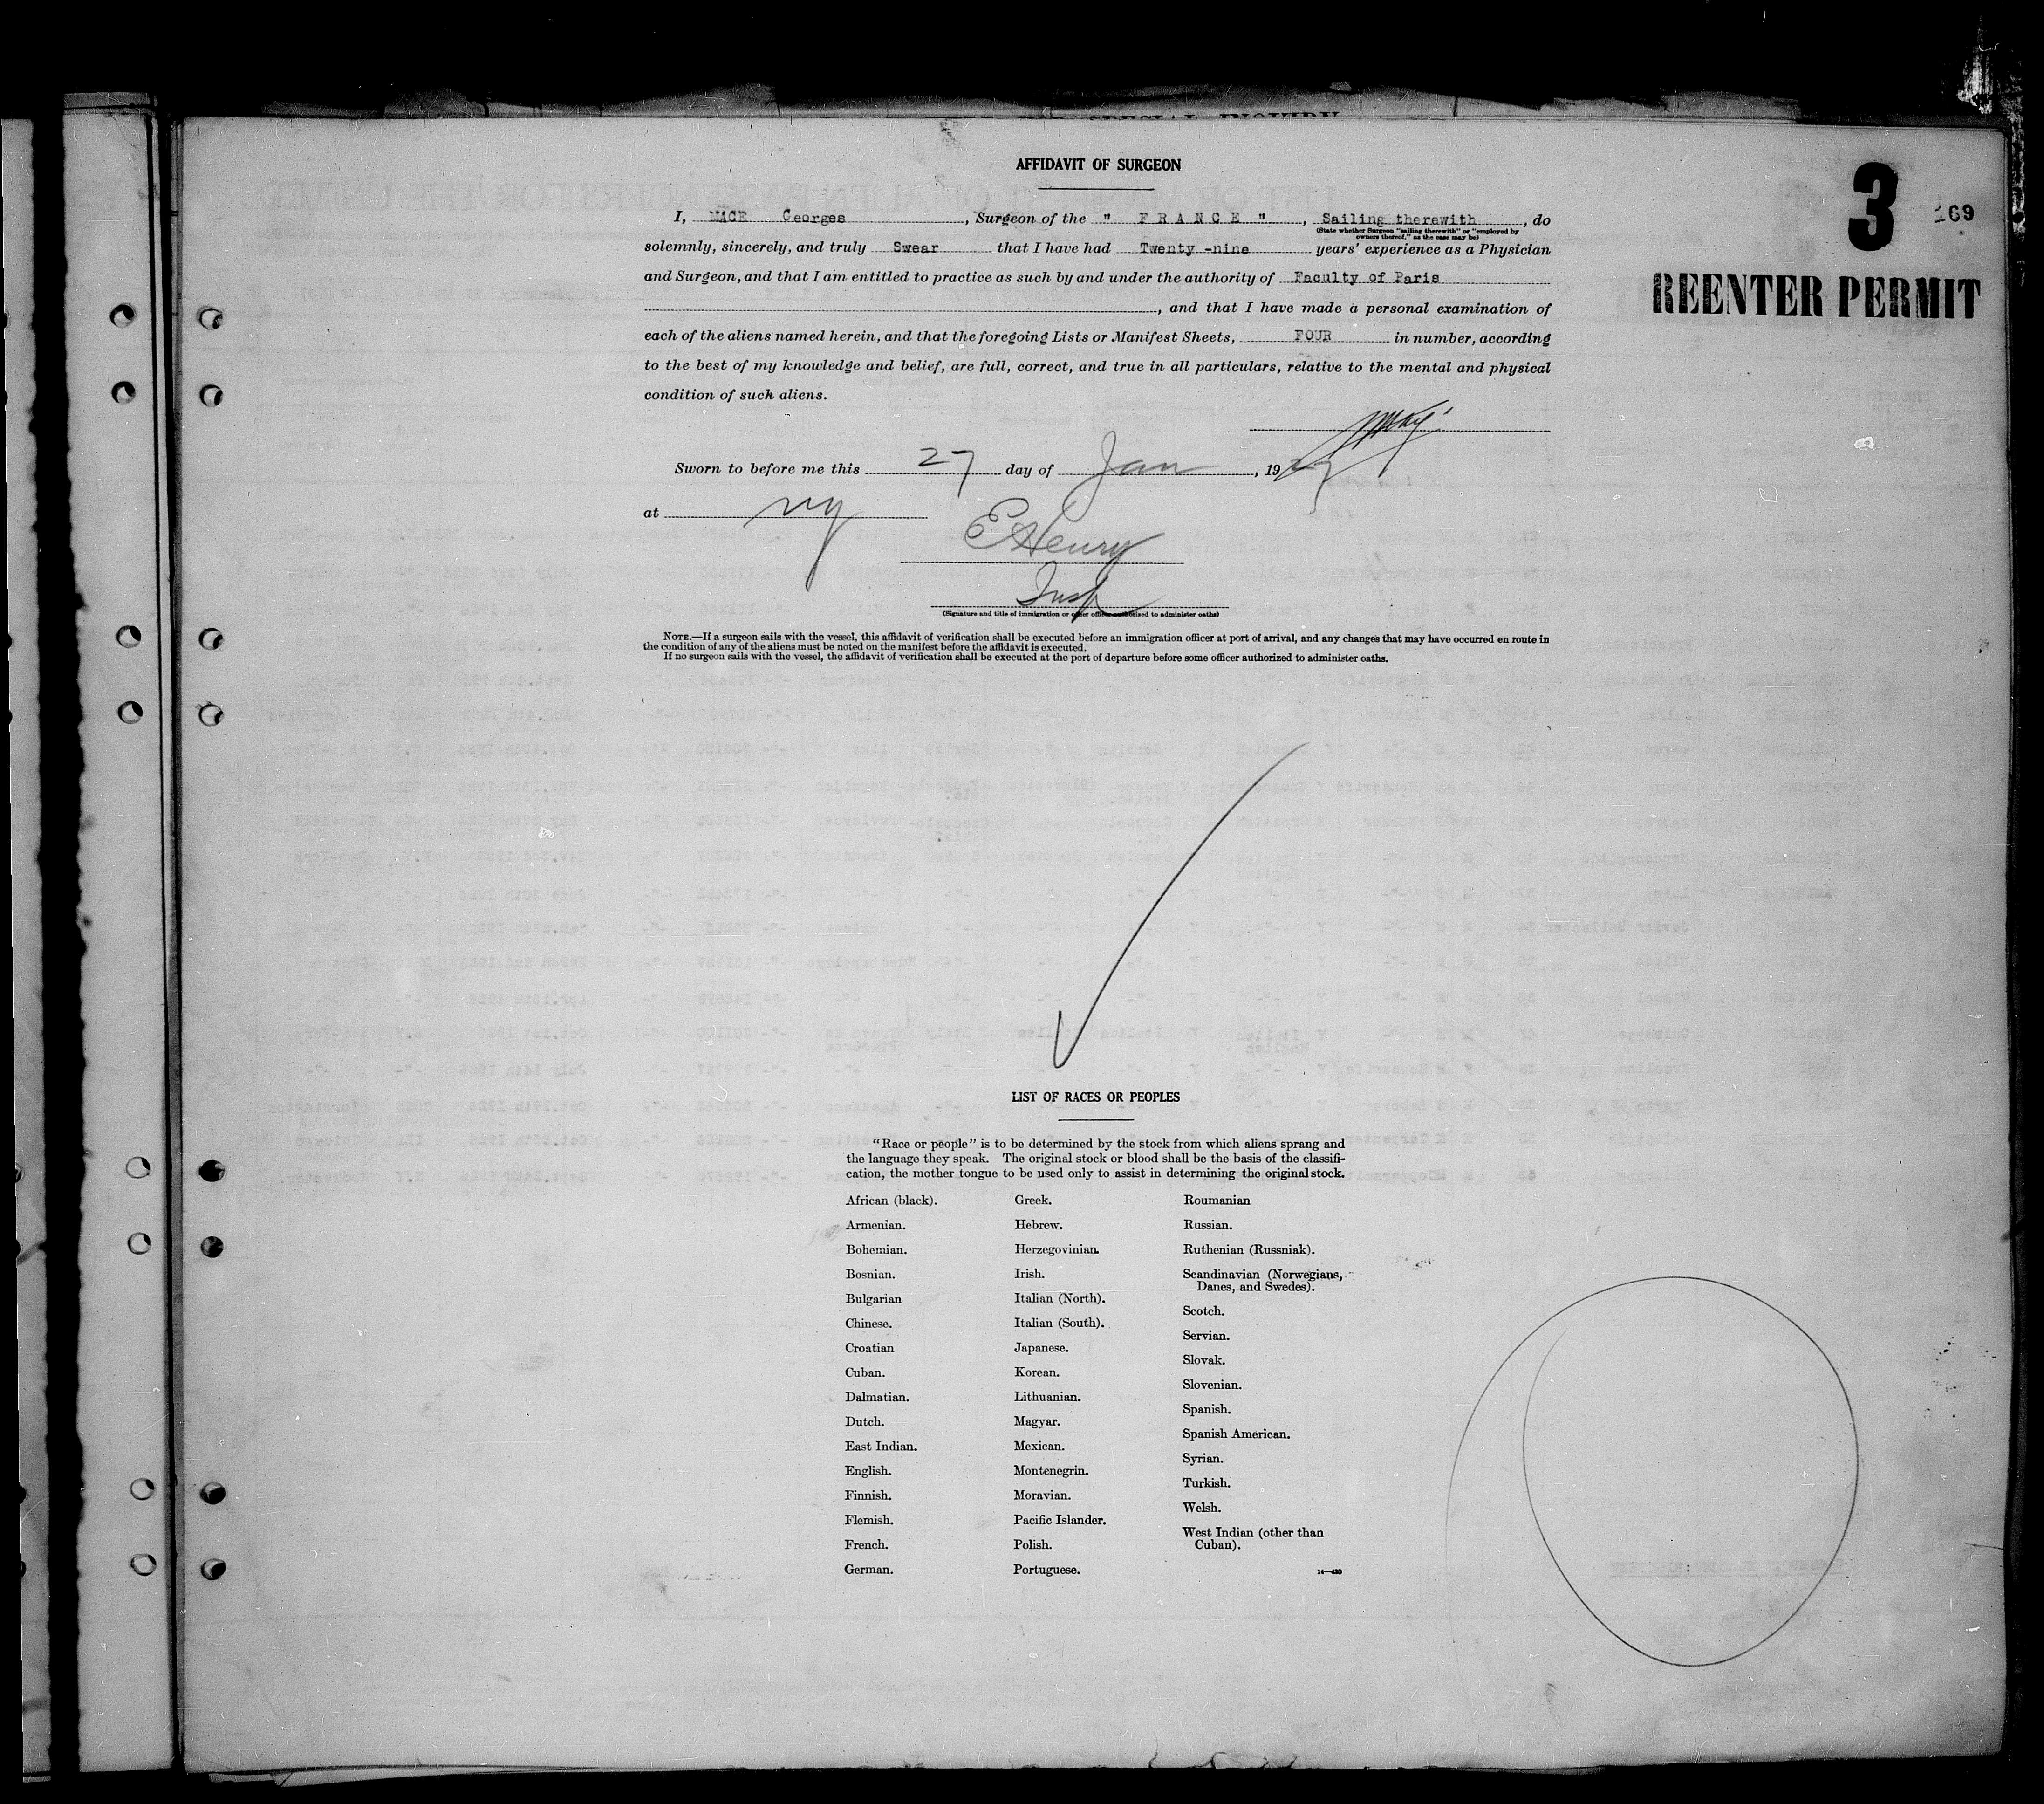 AFFIDAVIT OF SURGEON
3
69
REENTER PERMIT
I, MACE Georges, Surgeon of the " F R A N C E ", Sailing therewith, do
(State whether Surgeon "sailing therewith" or "employed by
owners thereof," as the case may be)
solemnly, sincerely, and truly Swear that I have had Twenty -nine years' experience as a Physician
and Surgeon, and that I am entitled to practice as such by and under the authority of Faculty of Paris
, and that I have made a personal examination of
each of the aliens named herein, and that the foregoing Lists or Manifest Sheets, FOUR in number, according
to the best of my knowledge and belief, are full, correct, and true in all particulars, relative to the mental and physical
condition of such aliens.
Sworn to before me this 27 day of Jan, 1927
at NY
E Henry
Insp
(Signature and title of immigration or other officer authorized to administer oaths)
NOTE.—If a surgeon sails with the vessel, this affidavit of verification shall be executed before an immigration officer at port of arrival, and any changes that may have occurred en route in
the condition of any of the aliens must be noted on the manifest before the affidavit is executed.
If no surgeon sails with the vessel, the affidavit of verification shall be executed at the port of departure before some officer authorized to administer oaths.
LIST OF RACES OR PEOPLES
"Race or people" is to be determined by the stock from which aliens sprang and
the language they speak. The original stock or blood shall be the basis of the classifi-
cation, the mother tongue to be used only to assist in determining the original stock.
African (black).
Armenian.
Bohemian.
Bosnian.
Bulgarian
Chinese.
Croatian
Cuban.
Dalmatian.
Dutch.
East Indian.
English.
Finnish.
Flemish.
French.
German.
Greek.
Hebrew.
Herzegovinian.
Irish.
Italian (North).
Italian (South).
Japanese.
Korean.
Lithuanian.
Magyar.
Mexican.
Montenegrin.
Moravian.
Pacific Islander.
Polish.
Portuguese.
Roumanian
Russian.
Ruthenian (Russniak).
Scandinavian (Norwegians,
Danes, and Swedes).
Scotch.
Servian.
Slovak.
Slovenian.
Spanish.
Spanish American.
Syrian.
Turkish.
Welsh.
West Indian (other than
Cuban).